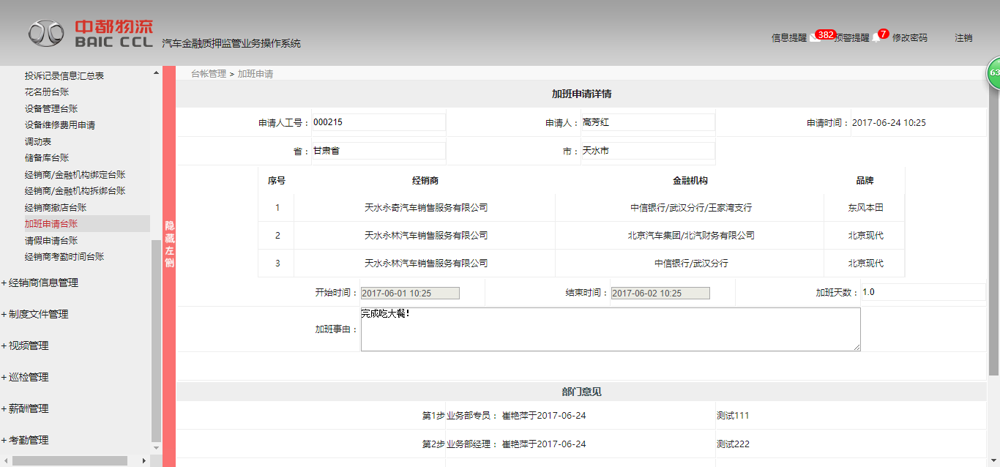 中都物流
BAIC CCL
汽车金融质押监管业务操作系统
信息提醒 382 预警提醒 7 修改密码 注销
投诉记录信息汇总表
花名册台账
设备管理台账
设备维修费用申请
调动表
储备库台账
经销商/金融机构绑定台账
经销商/金融机构拆绑台账
经销商撤店台账
加班申请台账
请假申请台账
经销商考勤时间台账
+ 经销商信息管理
+ 制度文件管理
+ 视频管理
+ 巡检管理
+ 薪酬管理
+ 考勤管理
隐藏左侧
台帐管理 > 加班申请
63
加班申请详情
申请人工号： 000215 申请人： 高芳红 申请时间： 2017-06-24 10:25
省： 甘肃省 市： 天水市
序号 经销商 金融机构 品牌
1 天水永奇汽车销售服务有限公司 中信银行/武汉分行/王家湾支行 东风本田
2 天水永林汽车销售服务有限公司 北京汽车集团/北汽财务有限公司 北京现代
3 天水永林汽车销售服务有限公司 中信银行/武汉分行 北京现代
开始时间： 2017-06-01 10:25 结束时间： 2017-06-02 10:25 加班天数： 1.0
加班事由： 完成吃大餐！
部门意见
第1步 业务部专员： 崔艳萍于2017-06-24 测试111
第2步 业务部经理： 崔艳萍于2017-06-24 测试222